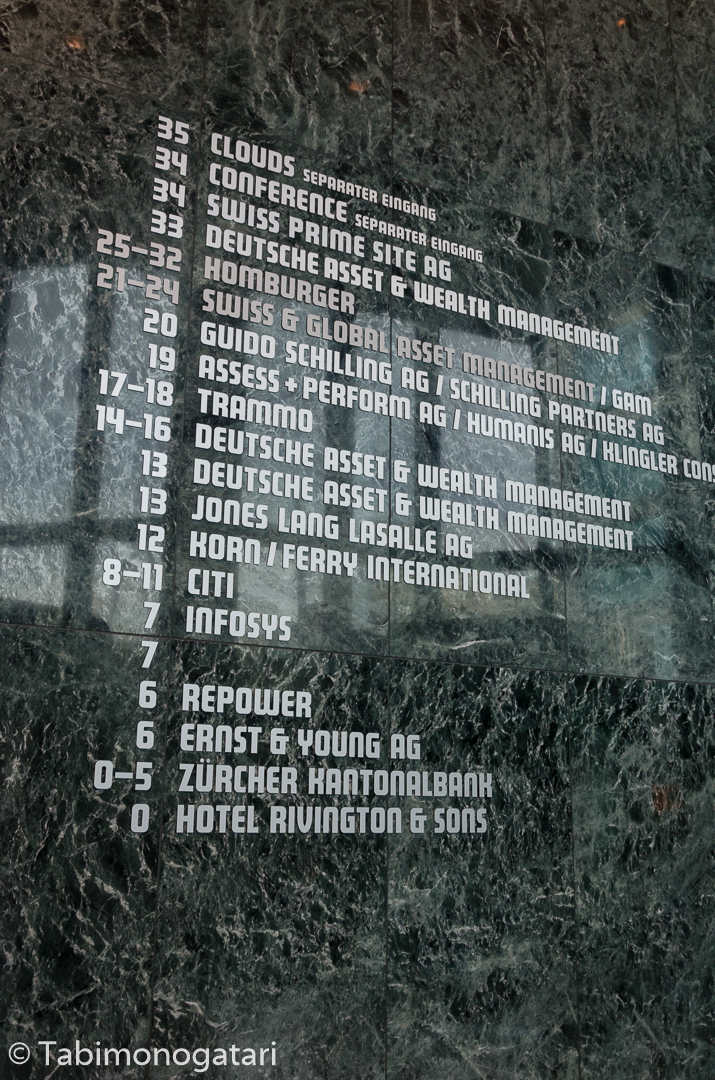 35 CLOUDS SEPARATER EINGANG
34 CONFERENCE SEPARATER EINGANG
34 SWISS PRIME SITE AG
33 DEUTSCHE ASSET & WEALTH MANAGEMENT
25–32 HOMBURGER
21–24 SWISS & GLOBAL ASSET MANAGEMENT / GAM
20 GUIDO SCHILLING AG / SCHILLING PARTNERS AG
19 ASSESS + PERFORM AG / HUMANIS AG / KLINGLER CONS
17–18 TRAMMO
14–16 DEUTSCHE ASSET & WEALTH MANAGEMENT
13 DEUTSCHE ASSET & WEALTH MANAGEMENT
13 JONES LANG LASALLE AG
12 KORN / FERRY INTERNATIONAL
8–11 CITI
7 INFOSYS
7
6 REPOWER
6 ERNST & YOUNG AG
0–5 ZÜRCHER KANTONALBANK
0 HOTEL RIVINGTON & SONS
© Tabimonogatari